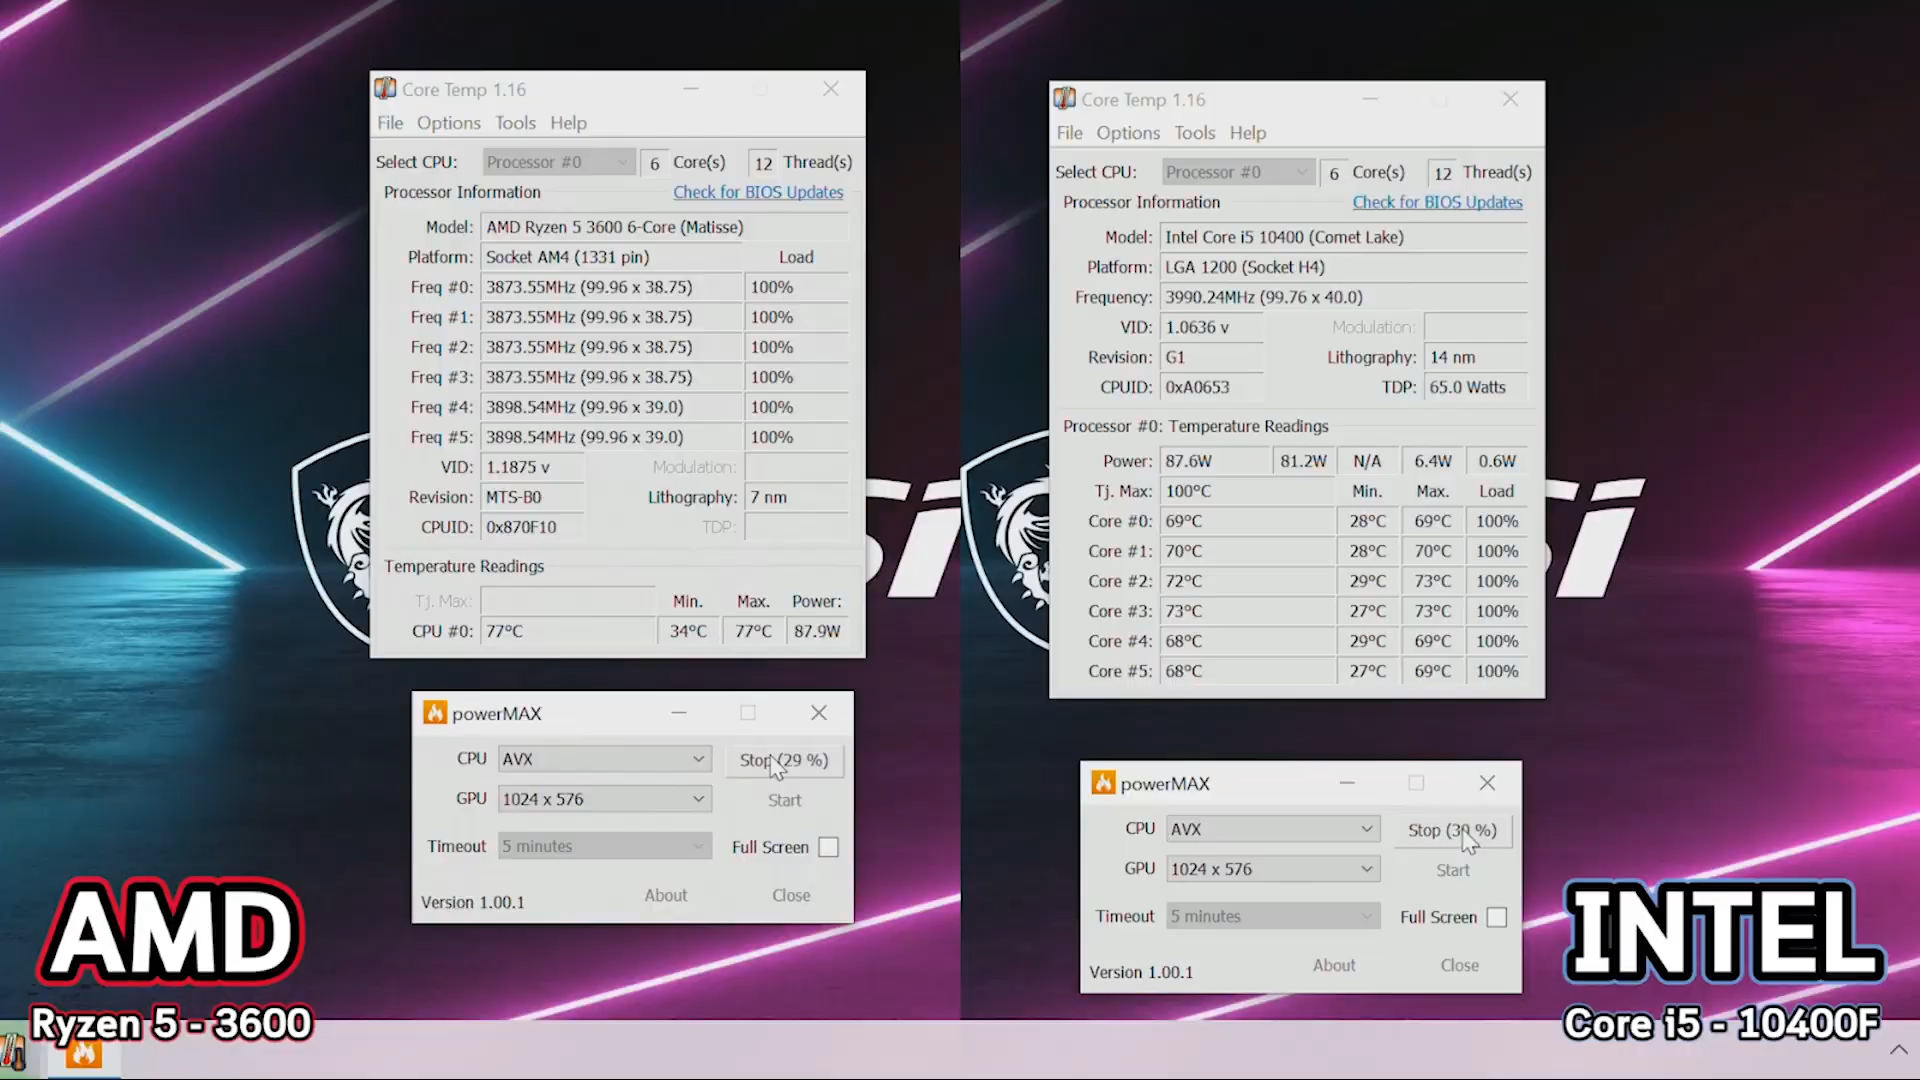 Core Temp 1.16
File Options Tools Help
Select CPU: Processor #0 6 Core(s) 12 Thread(s)
Processor Information Check for BIOS Updates
Model: AMD Ryzen 5 3600 6-Core (Matisse)
Platform: Socket AM4 (1331 pin) Load
Freq #0: 3873.55MHz (99.96 x 38.75) 100%
Freq #1: 3873.55MHz (99.96 x 38.75) 100%
Freq #2: 3873.55MHz (99.96 x 38.75) 100%
Freq #3: 3873.55MHz (99.96 x 38.75) 100%
Freq #4: 3898.54MHz (99.96 x 39.0) 100%
Freq #5: 3898.54MHz (99.96 x 39.0) 100%
VID: 1.1875 v Modulation:
Revision: MTS-B0 Lithography: 7 nm
CPUID: 0x870F10 TDP:
Temperature Readings
Tj. Max: Min. Max. Power:
CPU #0: 77°C 34°C 77°C 87.9W
powerMAX
CPU AVX Stop (29 %)
GPU 1024 x 576 Start
Timeout 5 minutes Full Screen
Version 1.00.1 About Close
AMD
Ryzen 5 - 3600
Core Temp 1.16
File Options Tools Help
Select CPU: Processor #0 6 Core(s) 12 Thread(s)
Processor Information Check for BIOS Updates
Model: Intel Core i5 10400 (Comet Lake)
Platform: LGA 1200 (Socket H4)
Frequency: 3990.24MHz (99.76 x 40.0)
VID: 1.0636 v Modulation:
Revision: G1 Lithography: 14 nm
CPUID: 0xA0653 TDP: 65.0 Watts
Processor #0: Temperature Readings
Power: 87.6W 81.2W N/A 6.4W 0.6W
Tj. Max: 100°C Min. Max. Load
Core #0: 69°C 28°C 69°C 100%
Core #1: 70°C 28°C 70°C 100%
Core #2: 72°C 29°C 73°C 100%
Core #3: 73°C 27°C 73°C 100%
Core #4: 68°C 29°C 69°C 100%
Core #5: 68°C 27°C 69°C 100%
powerMAX
CPU AVX Stop
GPU 1024 x 576 Start
Timeout 5 minutes Full Screen
Version 1.00.1 About Close
INTEL
Core i5 - 10400F